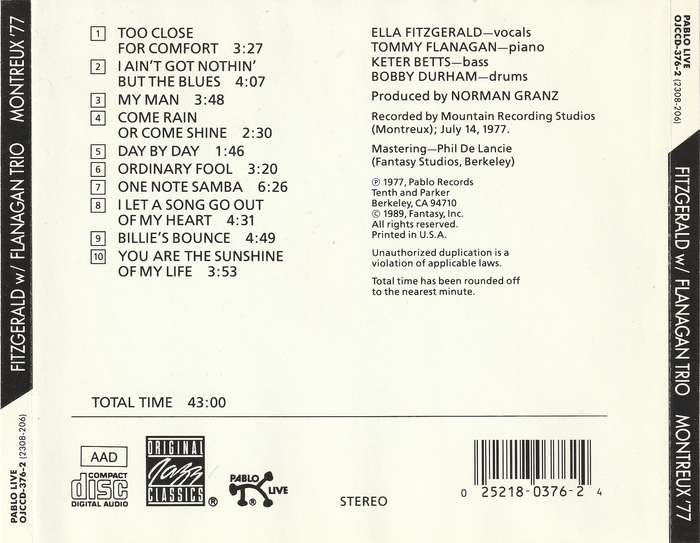 1 TOO CLOSE
FOR COMFORT 3:27
2 I AIN'T GOT NOTHIN'
BUT THE BLUES 4:07
3 MY MAN 3:48
4 COME RAIN
OR COME SHINE 2:30
5 DAY BY DAY 1:46
6 ORDINARY FOOL 3:20
7 ONE NOTE SAMBA 6:26
8 I LET A SONG GO OUT
OF MY HEART 4:31
9 BILLIE'S BOUNCE 4:49
10 YOU ARE THE SUNSHINE
OF MY LIFE 3:53
ELLA FITZGERALD—vocals
TOMMY FLANAGAN—piano
KETER BETTS—bass
BOBBY DURHAM—drums
Produced by NORMAN GRANZ
Recorded by Mountain Recording Studios
(Montreux); July 14, 1977.
Mastering—Phil De Lancie
(Fantasy Studios, Berkeley)
℗ 1977, Pablo Records
Tenth and Parker
Berkeley, CA 94710
© 1989, Fantasy, Inc.
All rights reserved.
Printed in U.S.A.
Unauthorized duplication is a
violation of applicable laws.
Total time has been rounded off
to the nearest minute.
TOTAL TIME 43:00
AAD
COMPACT
disc
DIGITAL AUDIO
ORIGINAL
Jazz
CLASSICS®
PABLO LIVE
®
STEREO
0 25218-0376-2 4
FITZGERALD w/ FLANAGAN TRIO MONTREUX '77
PABLO LIVE
OJCCD-376-2 (2308-206)
PABLO LIVE
OJCCD-376-2 (2308-206)
FITZGERALD w/ FLANAGAN TRIO MONTREUX '77